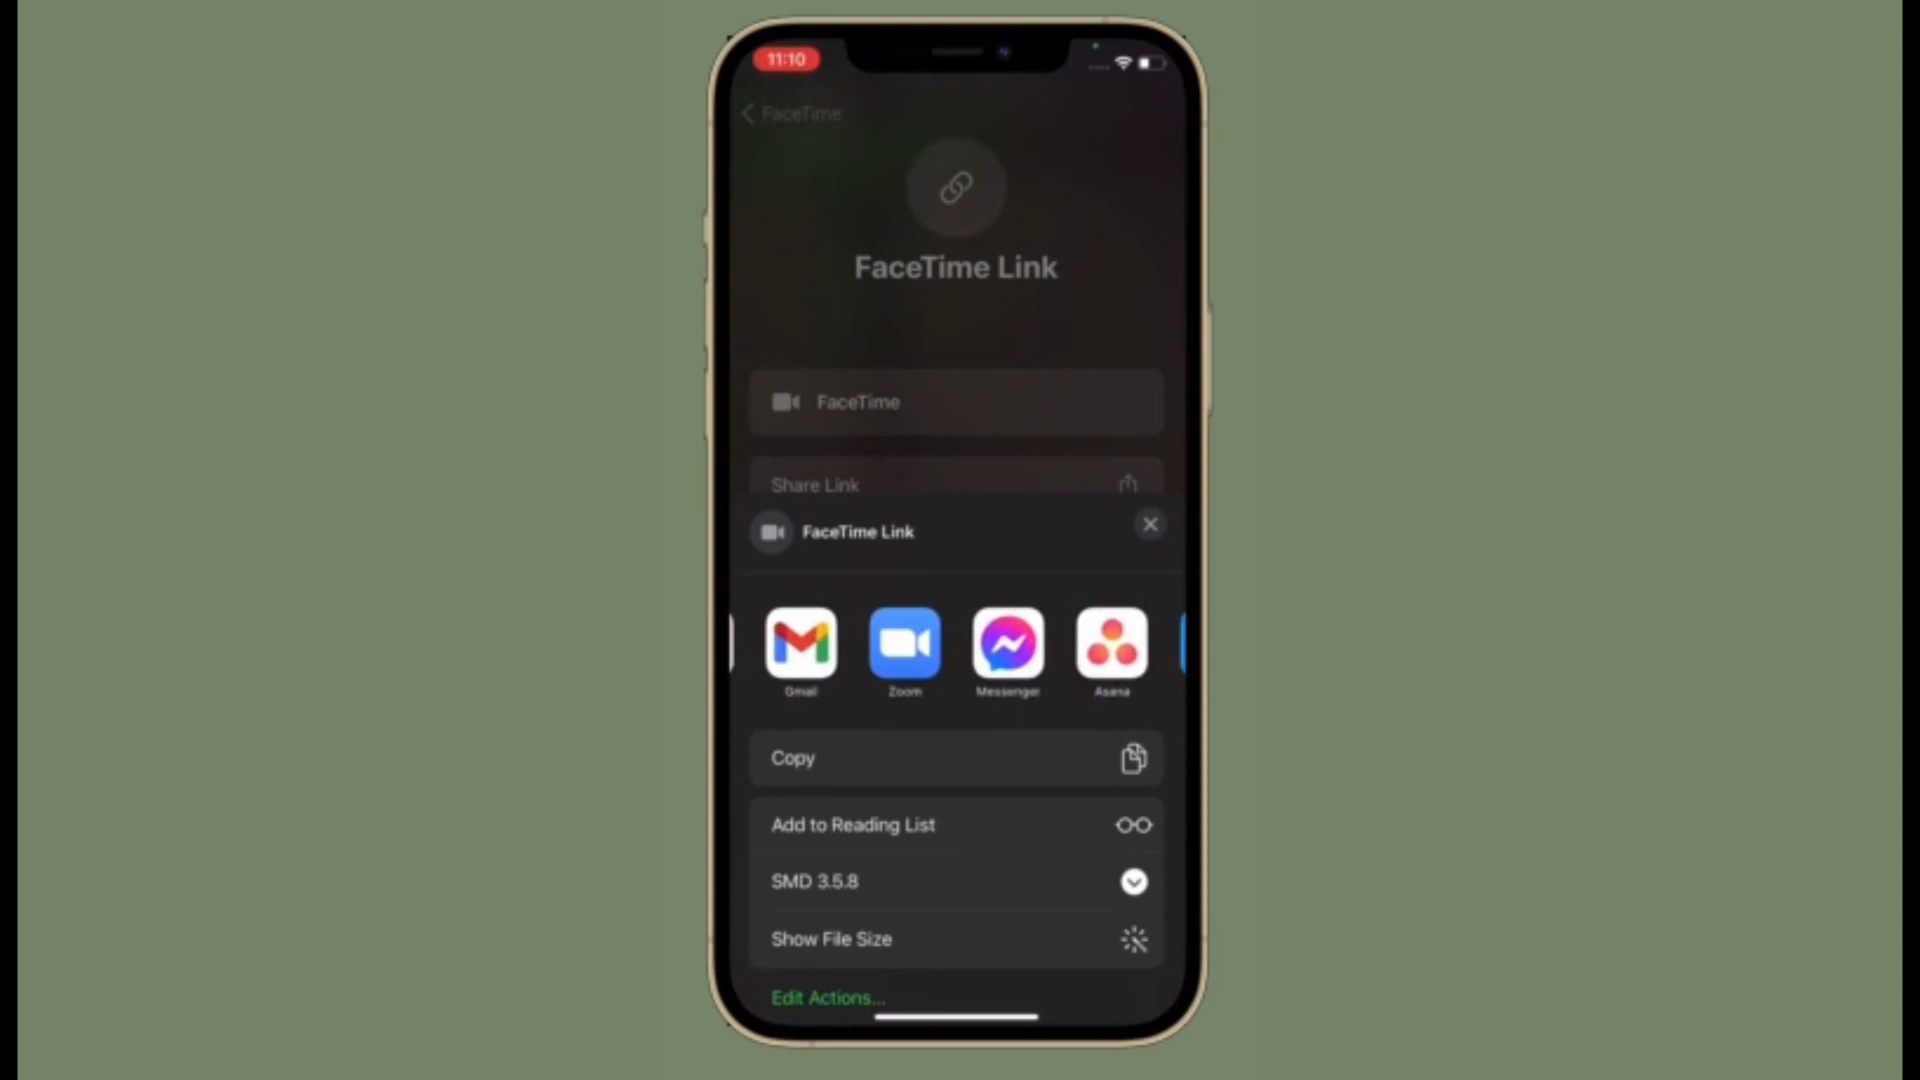 11:10
FaceTime
FaceTime Link
FaceTime
Share Link
FaceTime Link
Gmail
Zoom
Messenger
Asana
Copy
Add to Reading List
SMD 3.5.8
Show File Size
Edit Actions...